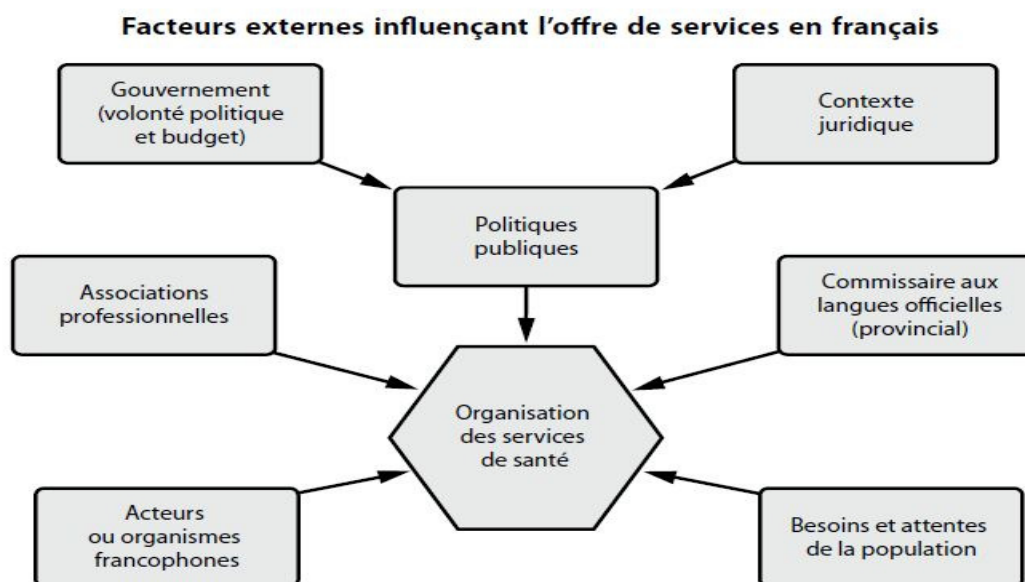 Facteurs externes influençant l’offre de services en français
Gouvernement
(volonté politique
et budget)
Contexte
juridique
Politiques
publiques
Associations
professionnelles
Commissaire aux
langues officielles
(provincial)
Organisation
des services
de santé
Acteurs
ou organismes
francophones
Besoins et attentes
de la population